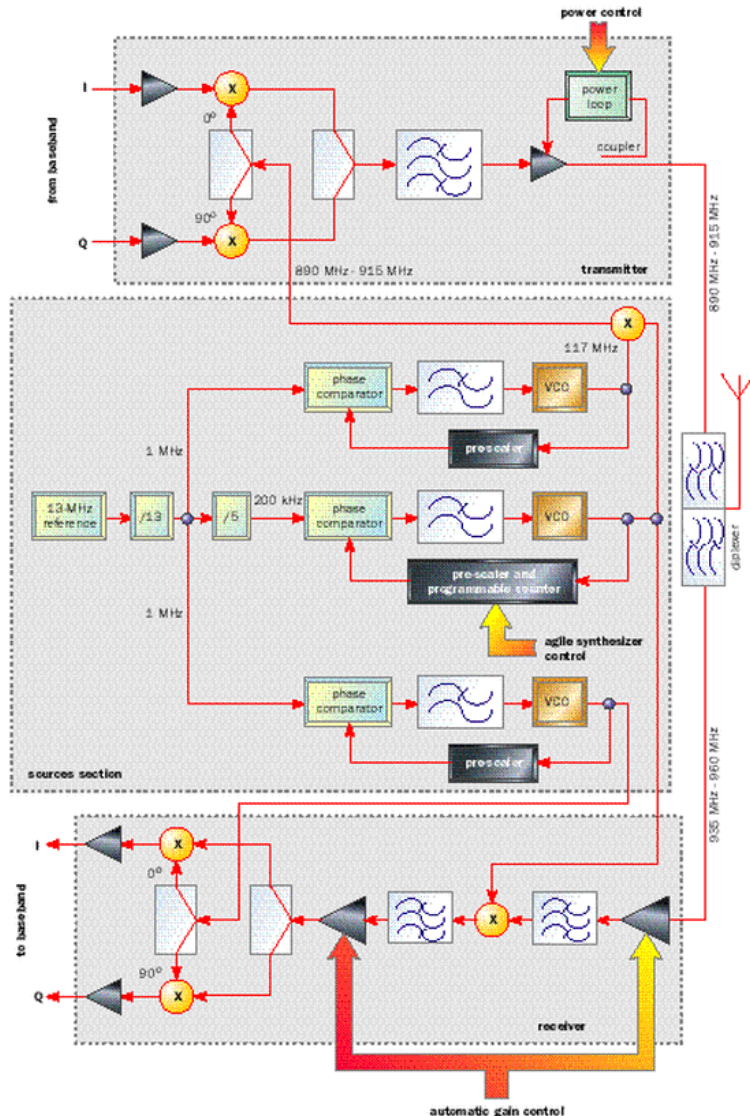 power control
power
loop
coupler
I
0°
from baseband
90°
Q
890 MHz - 915 MHz
transmitter
890 MHz - 915 MHz
117 MHz
phase
comparator
VCO
pre-scaler
1 MHz
13-MHz
reference
/13
/5
200 kHz
phase
comparator
VCO
pre-scaler and
programmable counter
diplexer
1 MHz
agile synthesizer
control
phase
comparator
VCO
pre-scaler
sources section
935 MHz - 960 MHz
I
0°
to baseband
90°
Q
X
X
X
X
X
X
receiver
automatic gain control